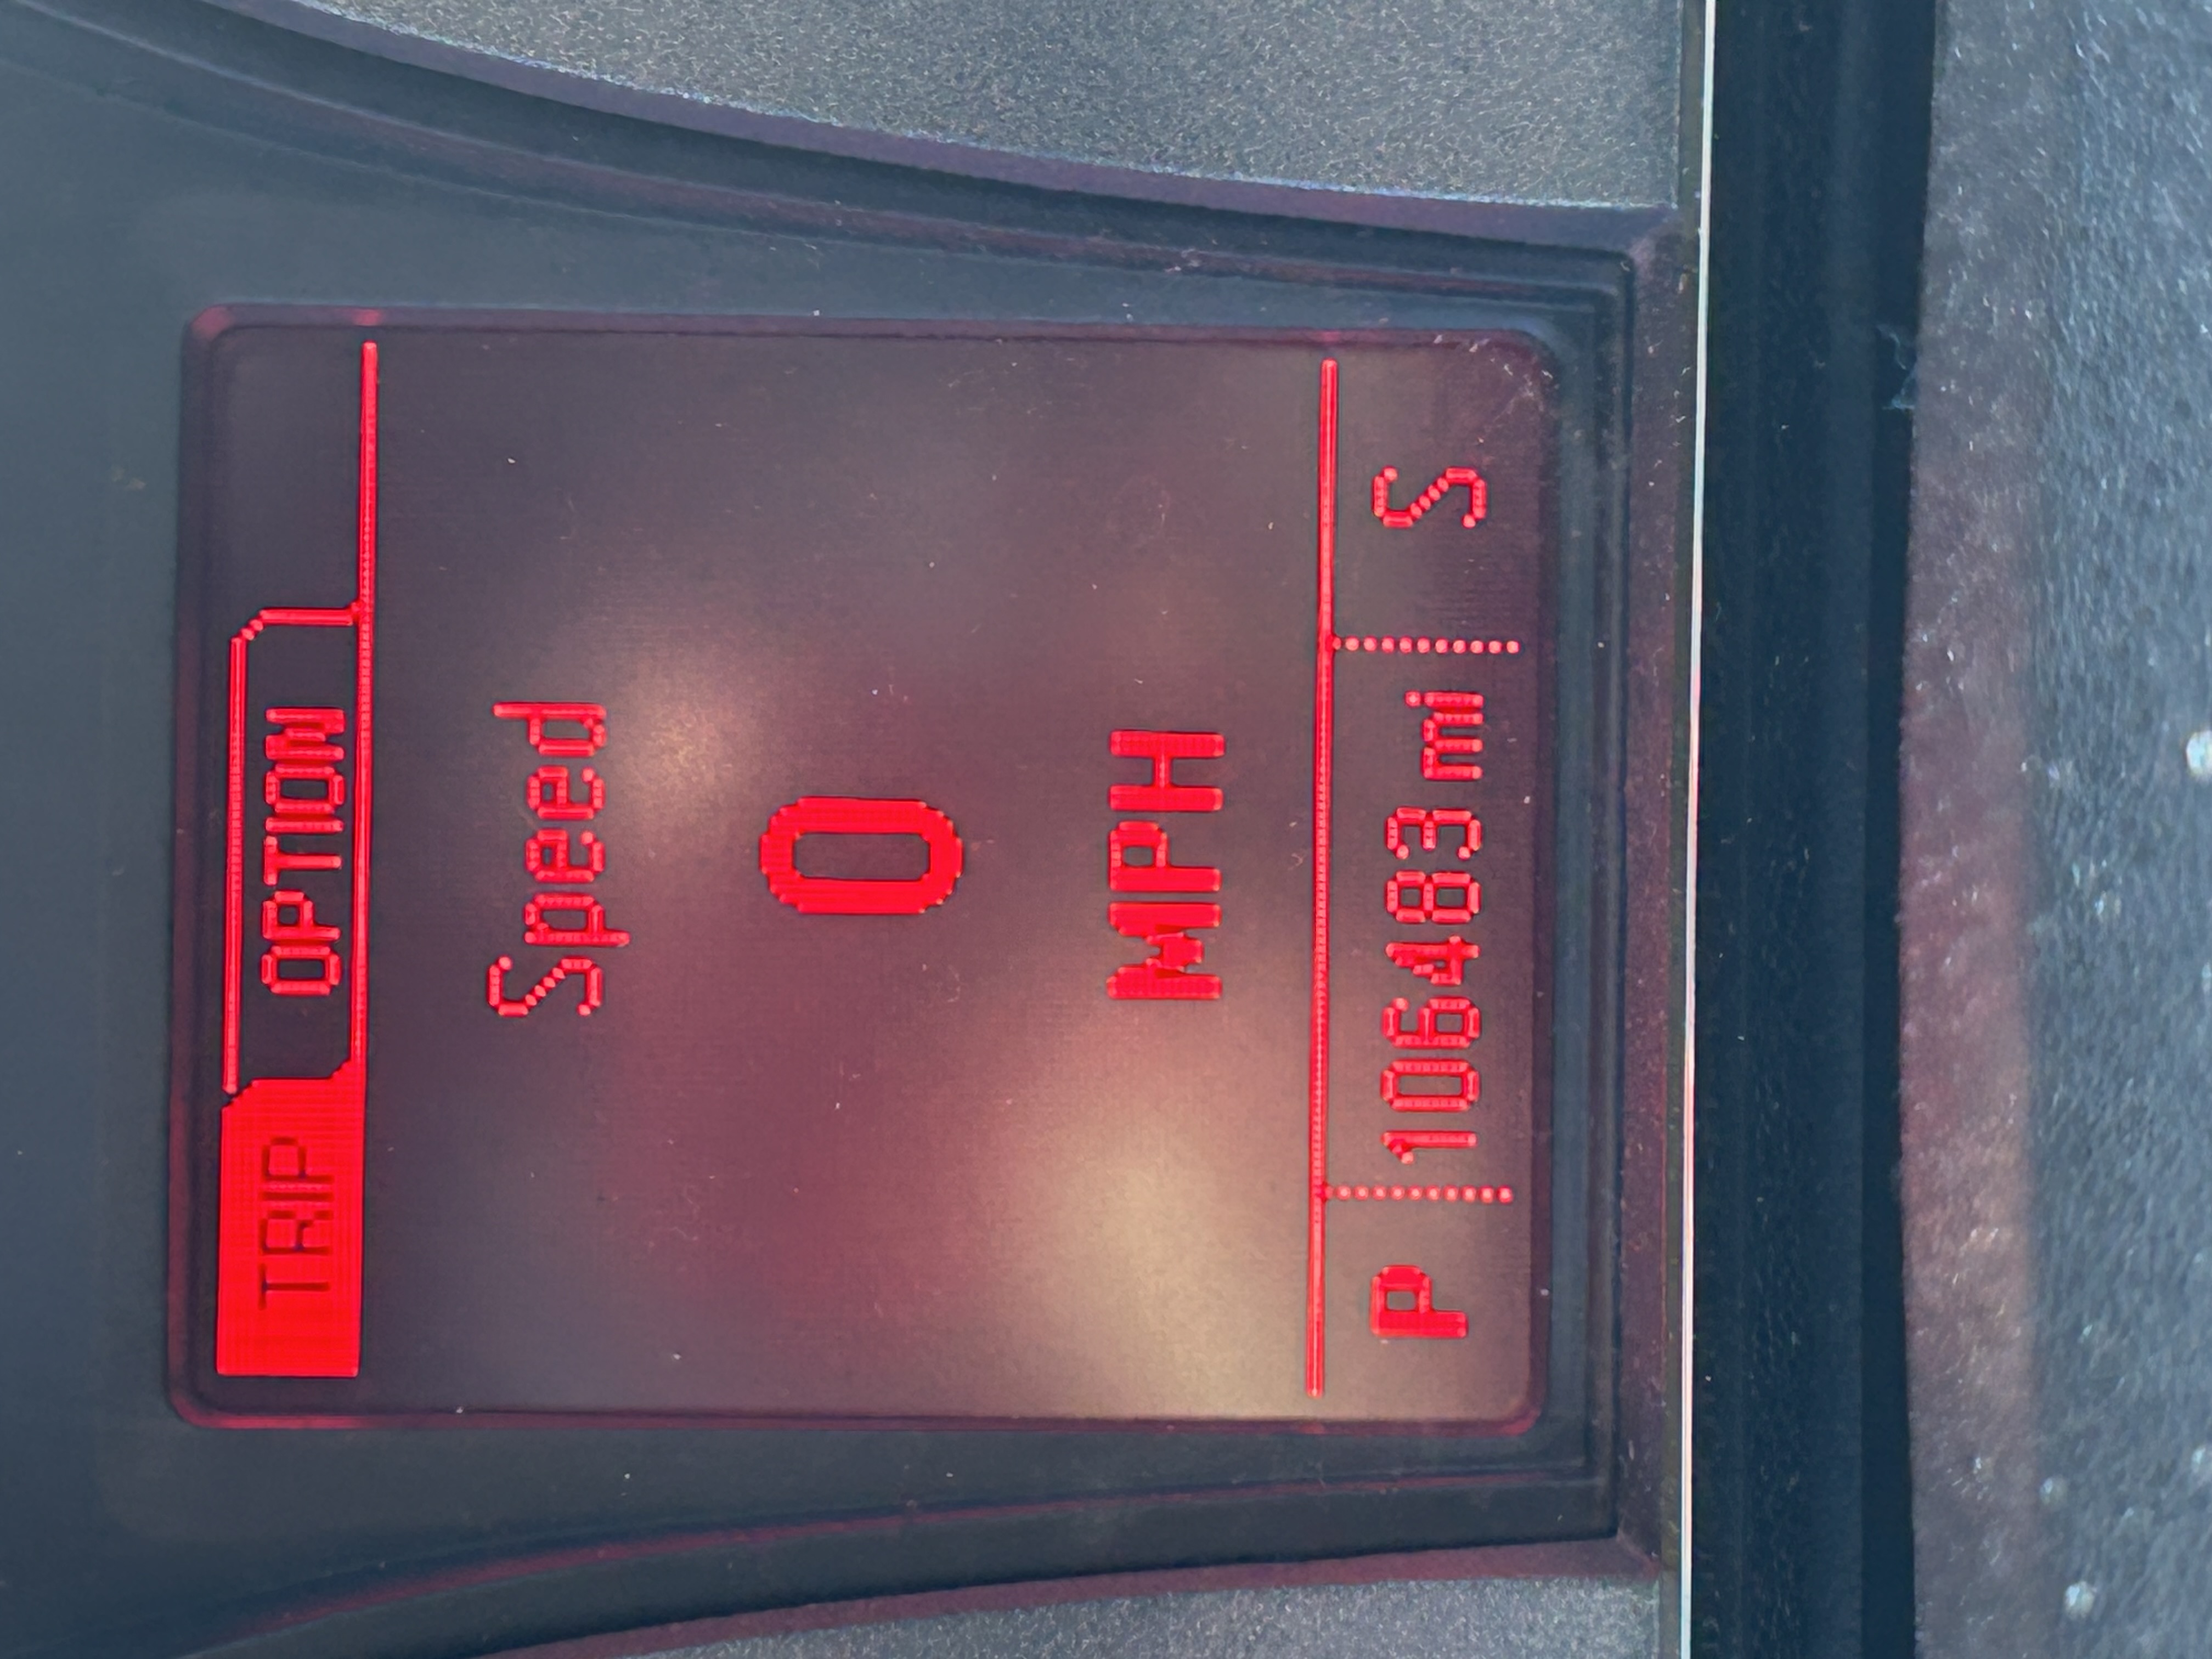 TRIP OPTION
Speed
0
MPH
P 106483 mi S